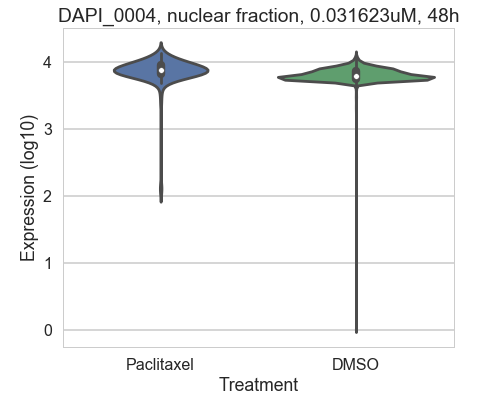 DAPI_0004, nuclear fraction, 0.031623uM, 48h
Expression (log10)
4
3
2
1
0
Paclitaxel DMSO
Treatment